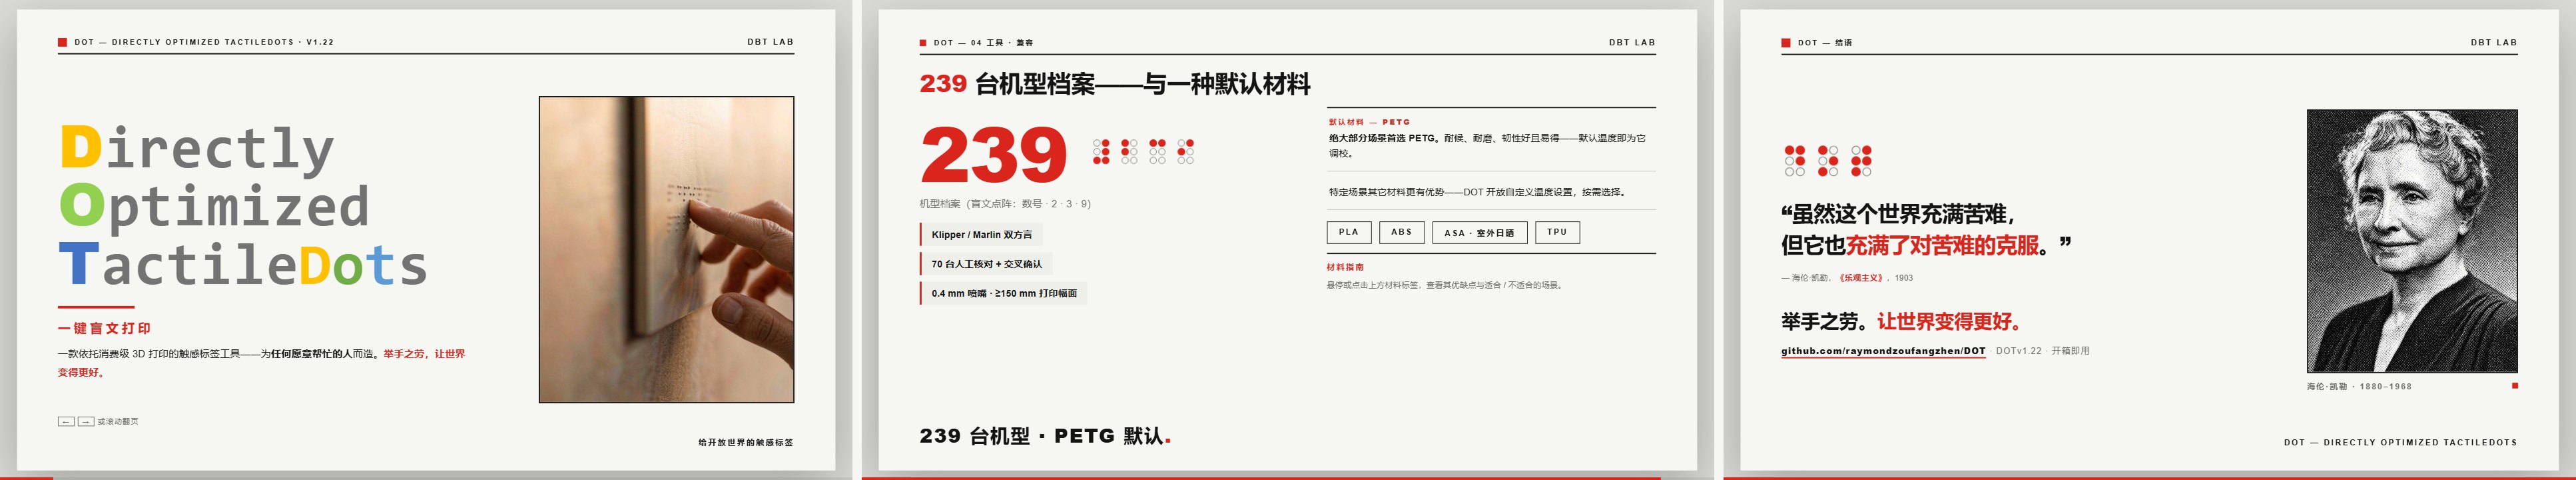 DOT — DIRECTLY OPTIMIZED TACTILEDOTS · V1.22
DBT LAB
Directly
Optimized
TactileDots
一键盲文打印
一款依托消费级 3D 打印的触感标签工具——为任何愿意帮忙的人而造。举手之劳，让世界
变得更好。
← → 或滚动翻页
给开放世界的触感标签
DOT — 04 工具 · 兼容
DBT LAB
239 台机型档案——与一种默认材料
239
机型档案（盲文点阵：数号 · 2 · 3 · 9）
Klipper / Marlin 双方言
70 台人工核对 + 交叉确认
0.4 mm 喷嘴 · ≥150 mm 打印幅面
默认材料 — PETG
绝大部分场景首选 PETG。耐候、耐磨、韧性好且易得——默认温度即为它
调校。
特定场景其它材料更有优势——DOT 开放自定义温度设置，按需选择。
PLA
ABS
ASA · 室外日晒
TPU
材料指南
悬停或点击上方材料标签，查看其优缺点与适合 / 不适合的场景。
239 台机型 · PETG 默认.
DOT — 结语
DBT LAB
“虽然这个世界充满苦难，
但它也充满了对苦难的克服。”
— 海伦·凯勒，《乐观主义》，1903
举手之劳。让世界变得更好。
github.com/raymondzoufangzhen/DOT · DOTv1.22 · 开箱即用
海伦·凯勒 · 1880–1968
DOT — DIRECTLY OPTIMIZED TACTILEDOTS